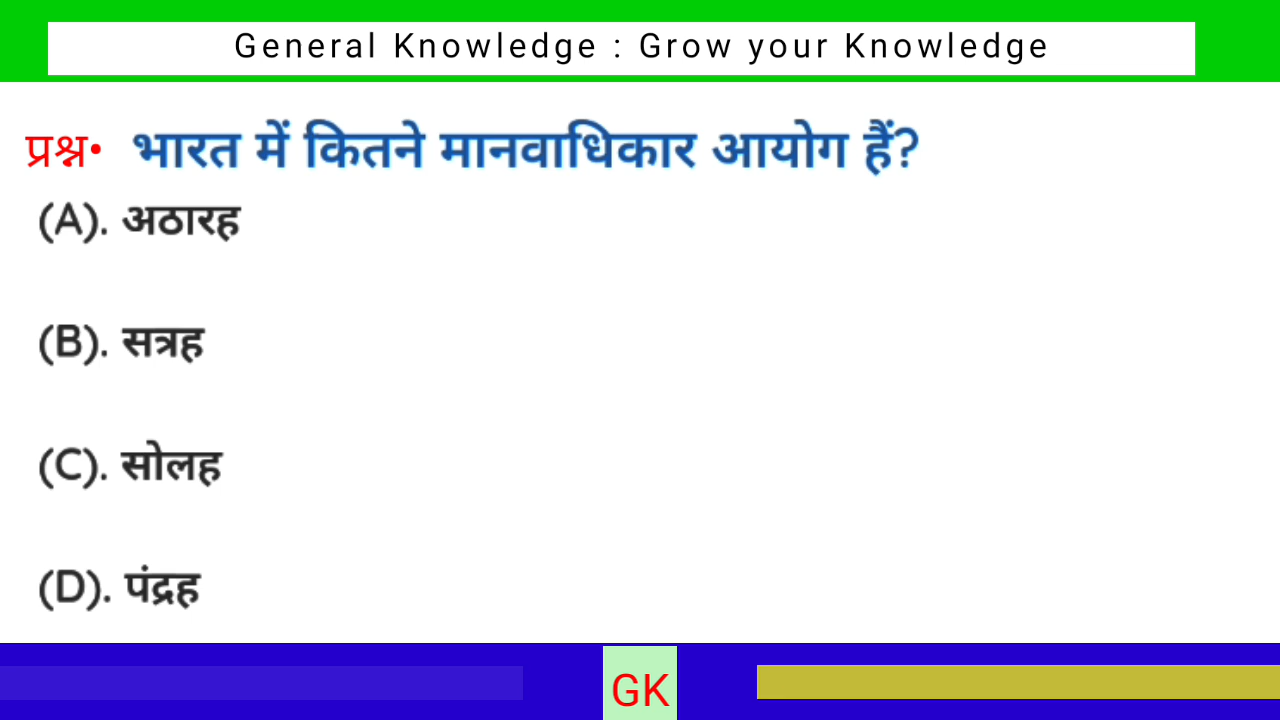 General Knowledge : Grow your Knowledge
प्रश्न• भारत में कितने मानवाधिकार आयोग हैं?
(A). अठारह
(B). सत्रह
(C). सोलह
(D). पंद्रह
GK